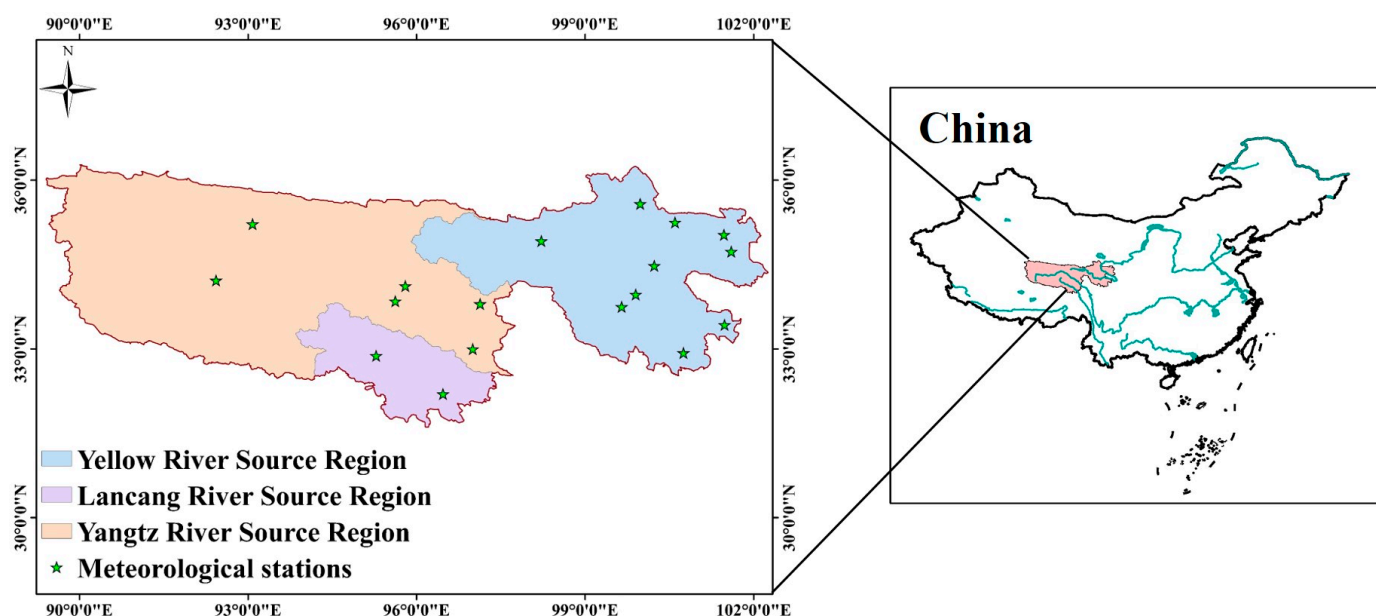 90°0'0"E 93°0'0"E 96°0'0"E 99°0'0"E 102°0'0"E
N
36°0'0"N
33°0'0"N
30°0'0"N
Yellow River Source Region
Lancang River Source Region
Yangtz River Source Region
Meteorological stations
90°0'0"E 93°0'0"E 96°0'0"E 99°0'0"E 102°0'0"E
36°0'0"N
33°0'0"N
30°0'0"N
China